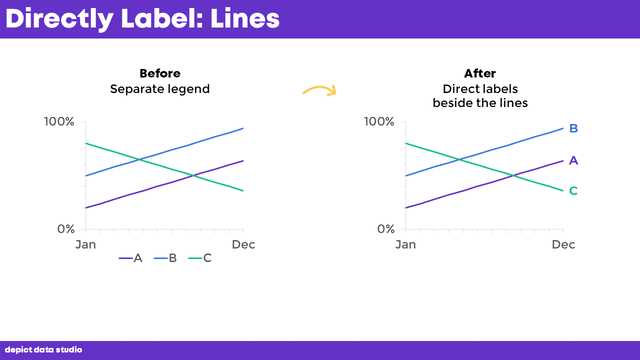 Directly Label: Lines
Before
Separate legend
100%
0%
Jan
Dec
A
B
C
After
Direct labels
beside the lines
100%
B
A
C
0%
Jan
Dec
depict data studio